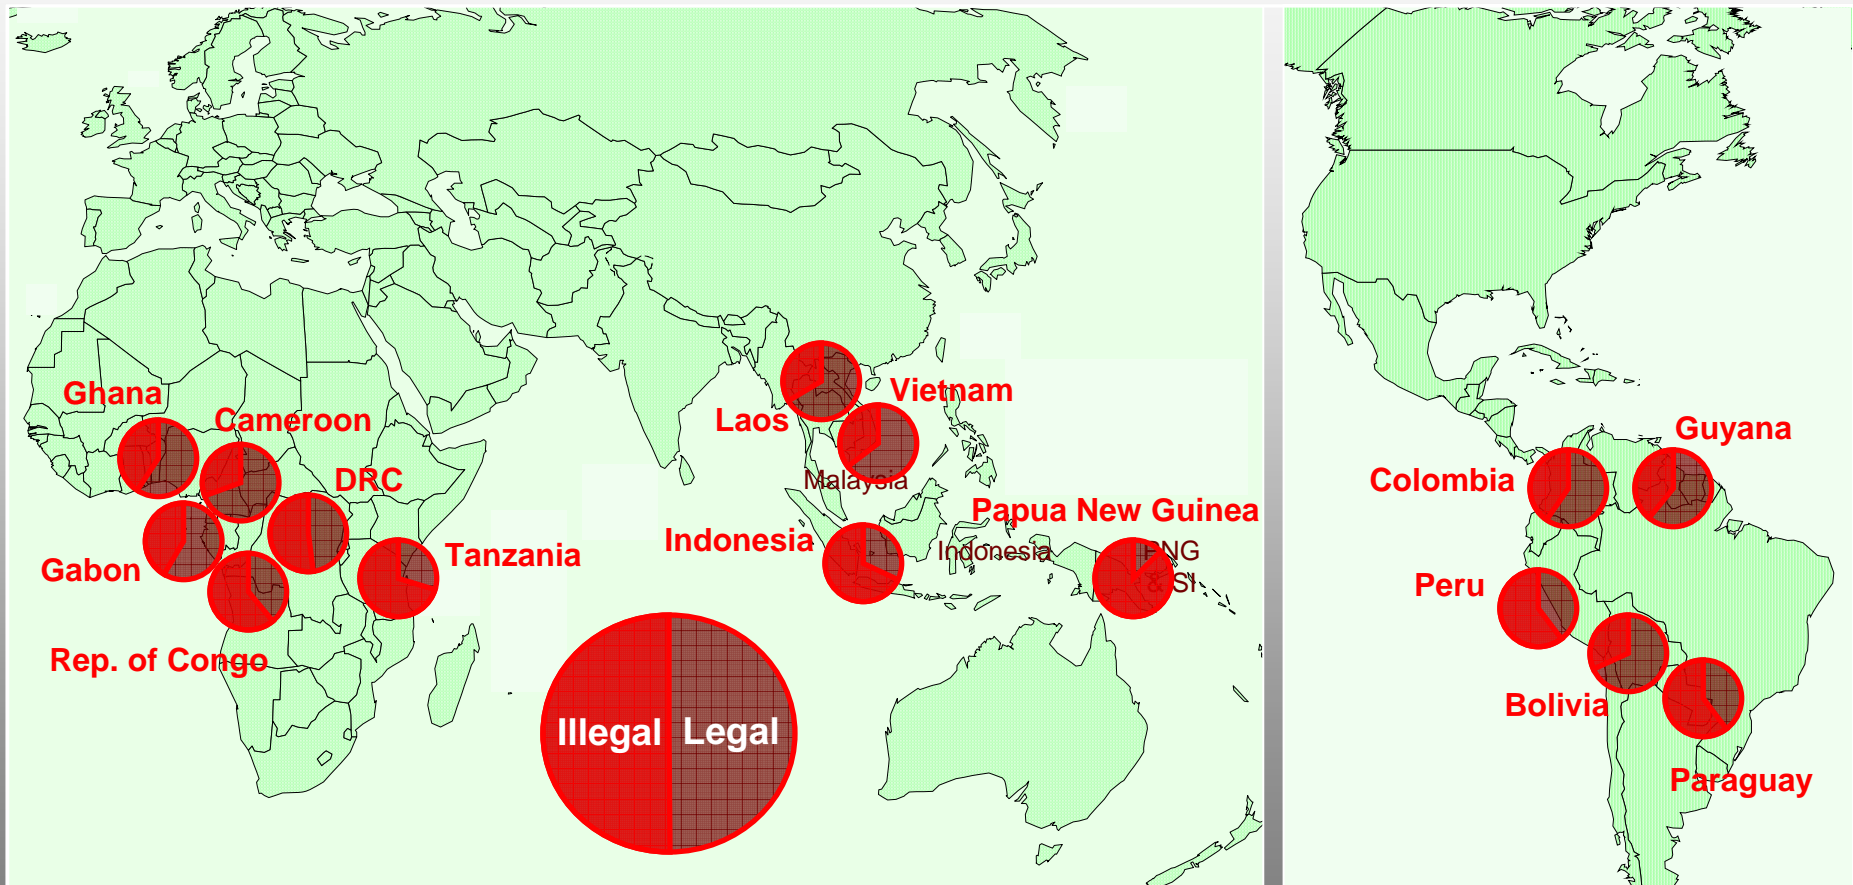 Ghana
Cameroon
DRC
Gabon
Tanzania
Rep. of Congo
Laos
Vietnam
Malaysia
Indonesia
Indonesia
Papua New Guinea
PNG
& SI
Illegal
Legal
Guyana
Colombia
Peru
Bolivia
Paraguay